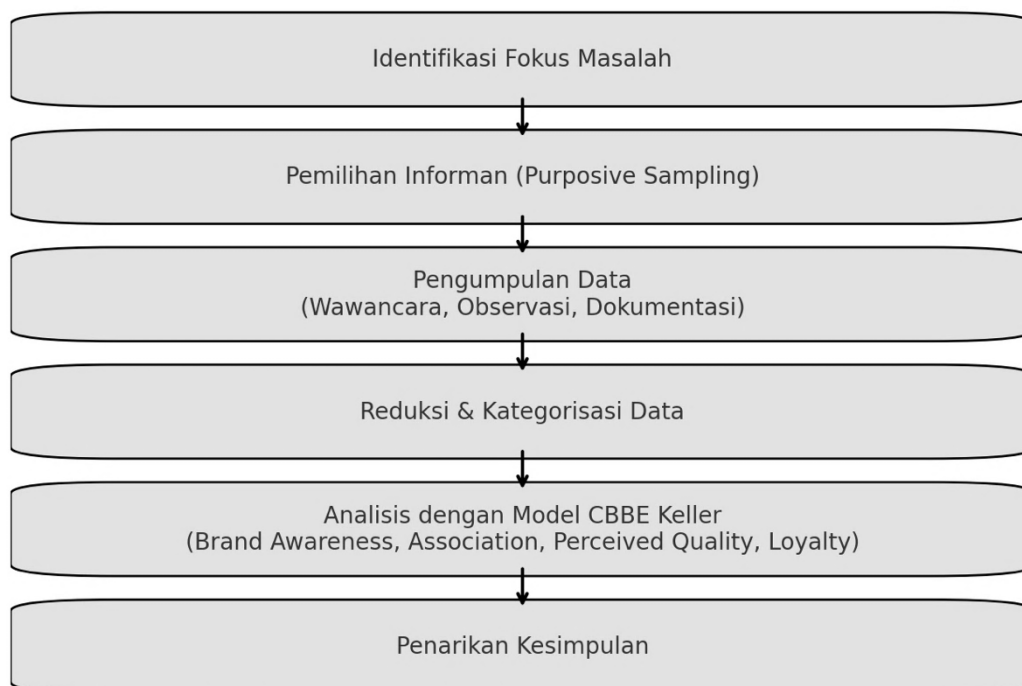 Identifikasi Fokus Masalah
Pemilihan Informan (Purposive Sampling)
Pengumpulan Data
(Wawancara, Observasi, Dokumentasi)
Reduksi & Kategorisasi Data
Analisis dengan Model CBBE Keller
(Brand Awareness, Association, Perceived Quality, Loyalty)
Penarikan Kesimpulan